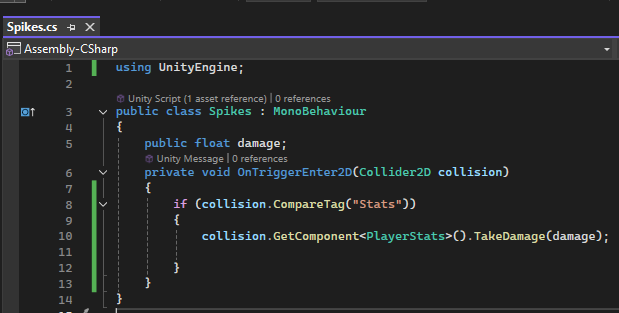 Spikes.cs
Assembly-CSharp
1 using UnityEngine;
2
Unity Script (1 asset reference) | 0 references
3 public class Spikes : MonoBehaviour
4 {
5 public float damage;
Unity Message | 0 references
6 private void OnTriggerEnter2D(Collider2D collision)
7 {
8 if (collision.CompareTag("Stats"))
9 {
10 collision.GetComponent<PlayerStats>().TakeDamage(damage);
11
12 }
13 }
14 }